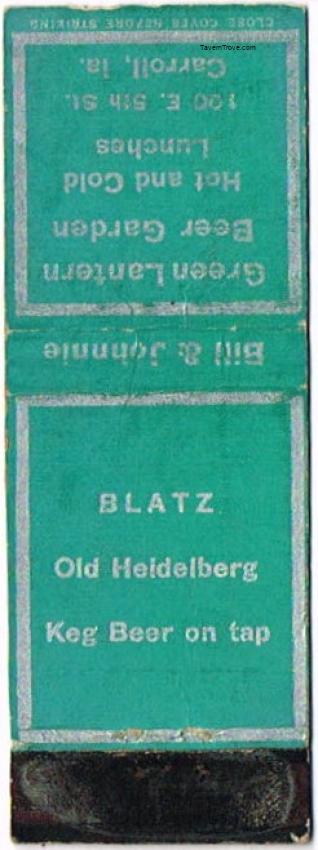 CLOSE COVER BEFORE STRIKING
TavernTrove.com
Green Lantern
Beer Garden
Hot and Cold
Lunches
100 E. 5th St.
Carroll, Ia.
Bill & Johnnie
BLATZ
Old Heidelberg
Keg Beer on tap